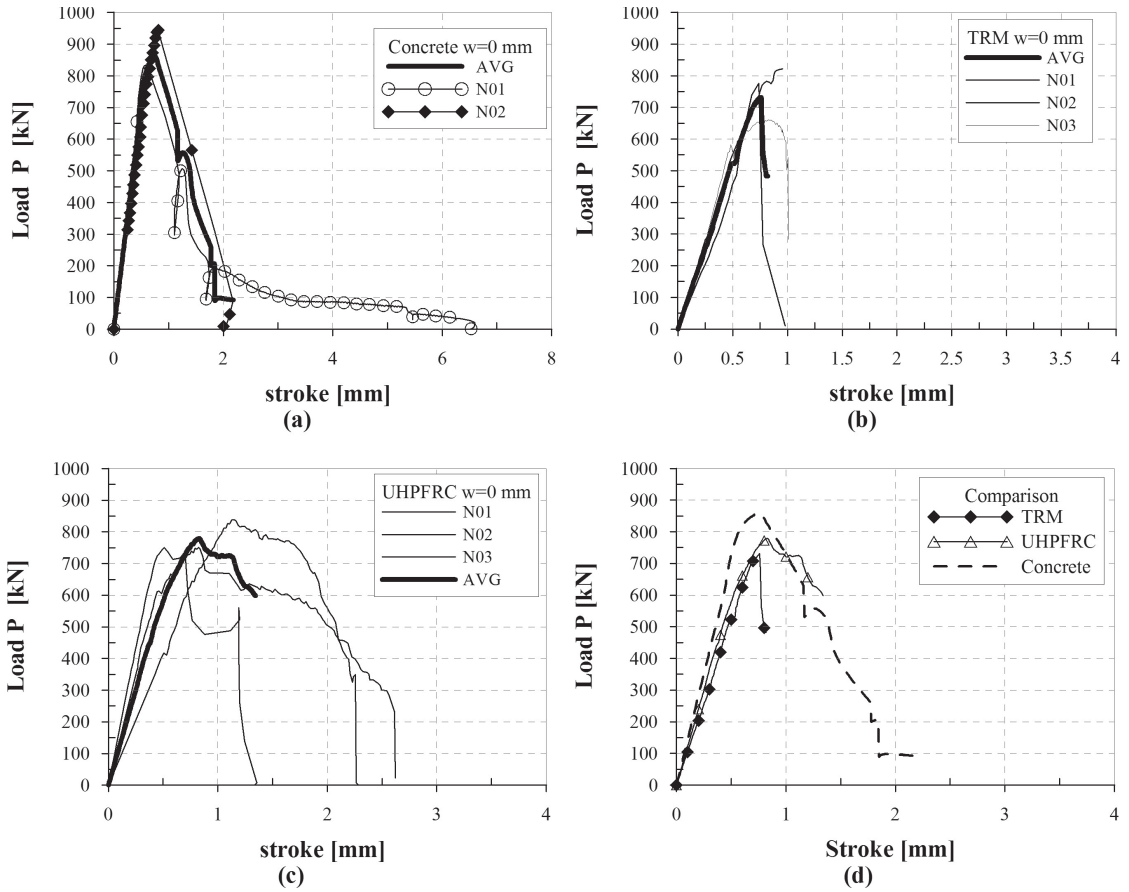 1000
900
800
700
600
500
400
300
200
100
0
Load P [kN]
Concrete w=0 mm
AVG
N01
N02
0 2 4 6 8
stroke [mm]
(a)
1000
900
800
700
600
500
400
300
200
100
0
Load P [kN]
TRM w=0 mm
AVG
N01
N02
N03
0 0.5 1 1.5 2 2.5 3 3.5 4
stroke [mm]
(b)
1000
900
800
700
600
500
400
300
200
100
0
Load P [kN]
UHPFRC w=0 mm
N01
N02
N03
AVG
0 1 2 3 4
stroke [mm]
(c)
1000
900
800
700
600
500
400
300
200
100
0
Load P [kN]
Comparison
TRM
UHPFRC
Concrete
0 1 2 3 4
Stroke [mm]
(d)